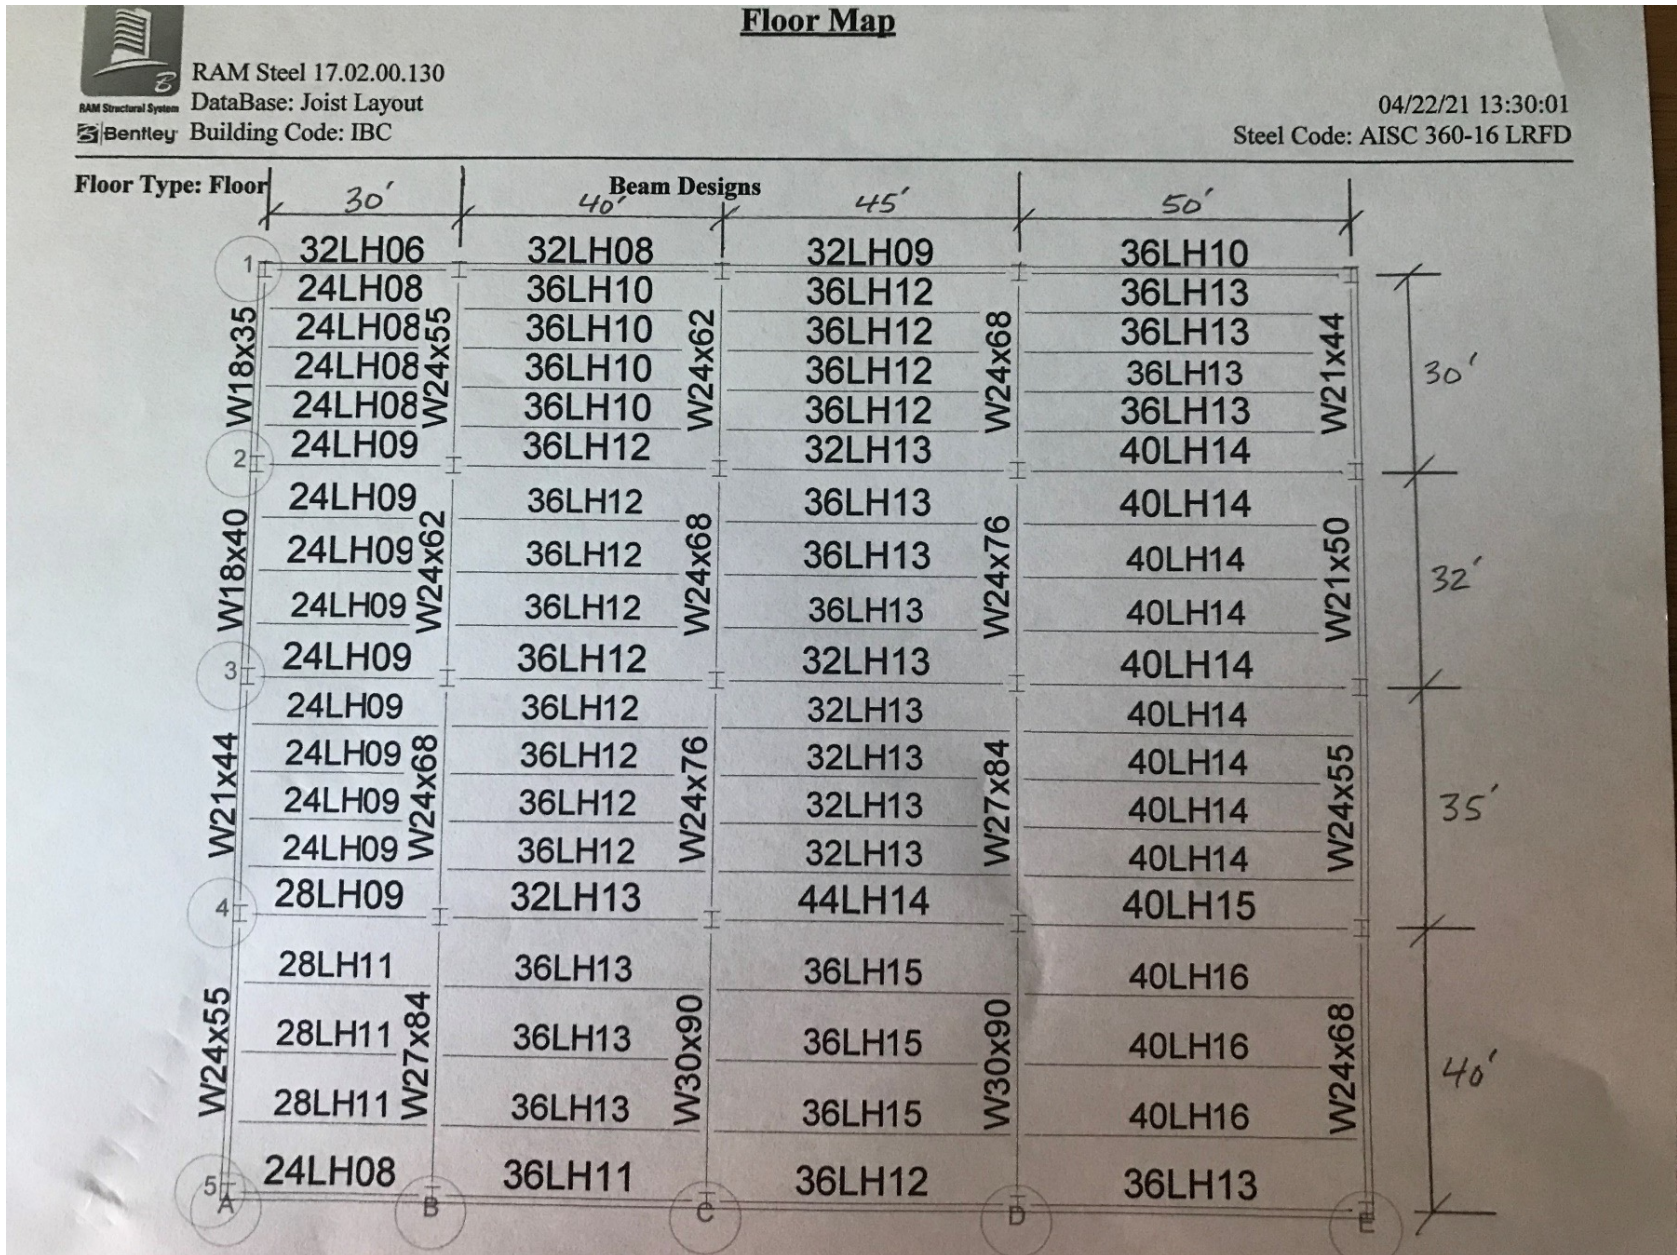 Floor Map
RAM Steel 17.02.00.130
RAM Structural System DataBase: Joist Layout 04/22/21 13:30:01
Bentley Building Code: IBC Steel Code: AISC 360-16 LRFD
Floor Type: Floor Beam Designs
30' 40' 45' 50'
32LH06 32LH08 32LH09 36LH10
1
24LH08 36LH10 36LH12 36LH13
24LH08 36LH10 36LH12 36LH13
24LH08 36LH10 36LH12 36LH13
24LH08 36LH10 36LH12 36LH13
W18x35 W24x55 W24x62 W24x68 W21x44 30'
24LH09 36LH12 32LH13 40LH14
2
24LH09 36LH12 36LH13 40LH14
24LH09 36LH12 36LH13 40LH14
24LH09 36LH12 36LH13 40LH14
W18x40 W24x62 W24x68 W24x76 W21x50 32'
24LH09 36LH12 32LH13 40LH14
3
24LH09 36LH12 32LH13 40LH14
24LH09 36LH12 32LH13 40LH14
24LH09 36LH12 32LH13 40LH14
24LH09 36LH12 32LH13 40LH14
W21x44 W24x68 W24x76 W27x84 W24x55 35'
28LH09 32LH13 44LH14 40LH15
4
28LH11 36LH13 36LH15 40LH16
28LH11 36LH13 36LH15 40LH16
28LH11 36LH13 36LH15 40LH16
W24x55 W27x84 W30x90 W30x90 W24x68 40'
24LH08 36LH11 36LH12 36LH13
5
A B C D E